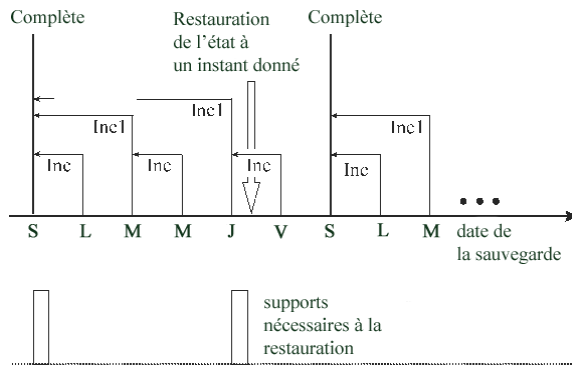 Complète
Restauration
de l'état à
un instant donné
Complète
Inc1
Inc1
Inc1
Inc
Inc
Inc
Inc
S L M M J V S L M
date de
la sauvegarde
supports
nécessaires à la
restauration